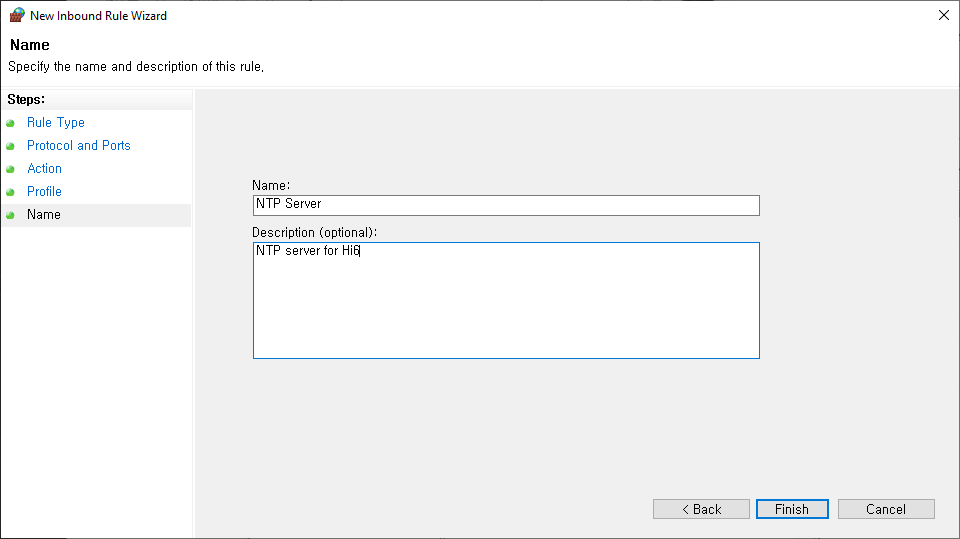 New Inbound Rule Wizard
Name
Specify the name and description of this rule.
Steps:
Rule Type
Protocol and Ports
Action
Profile
Name
Name:
NTP Server
Description (optional):
NTP server for Hi6
< Back
Finish
Cancel